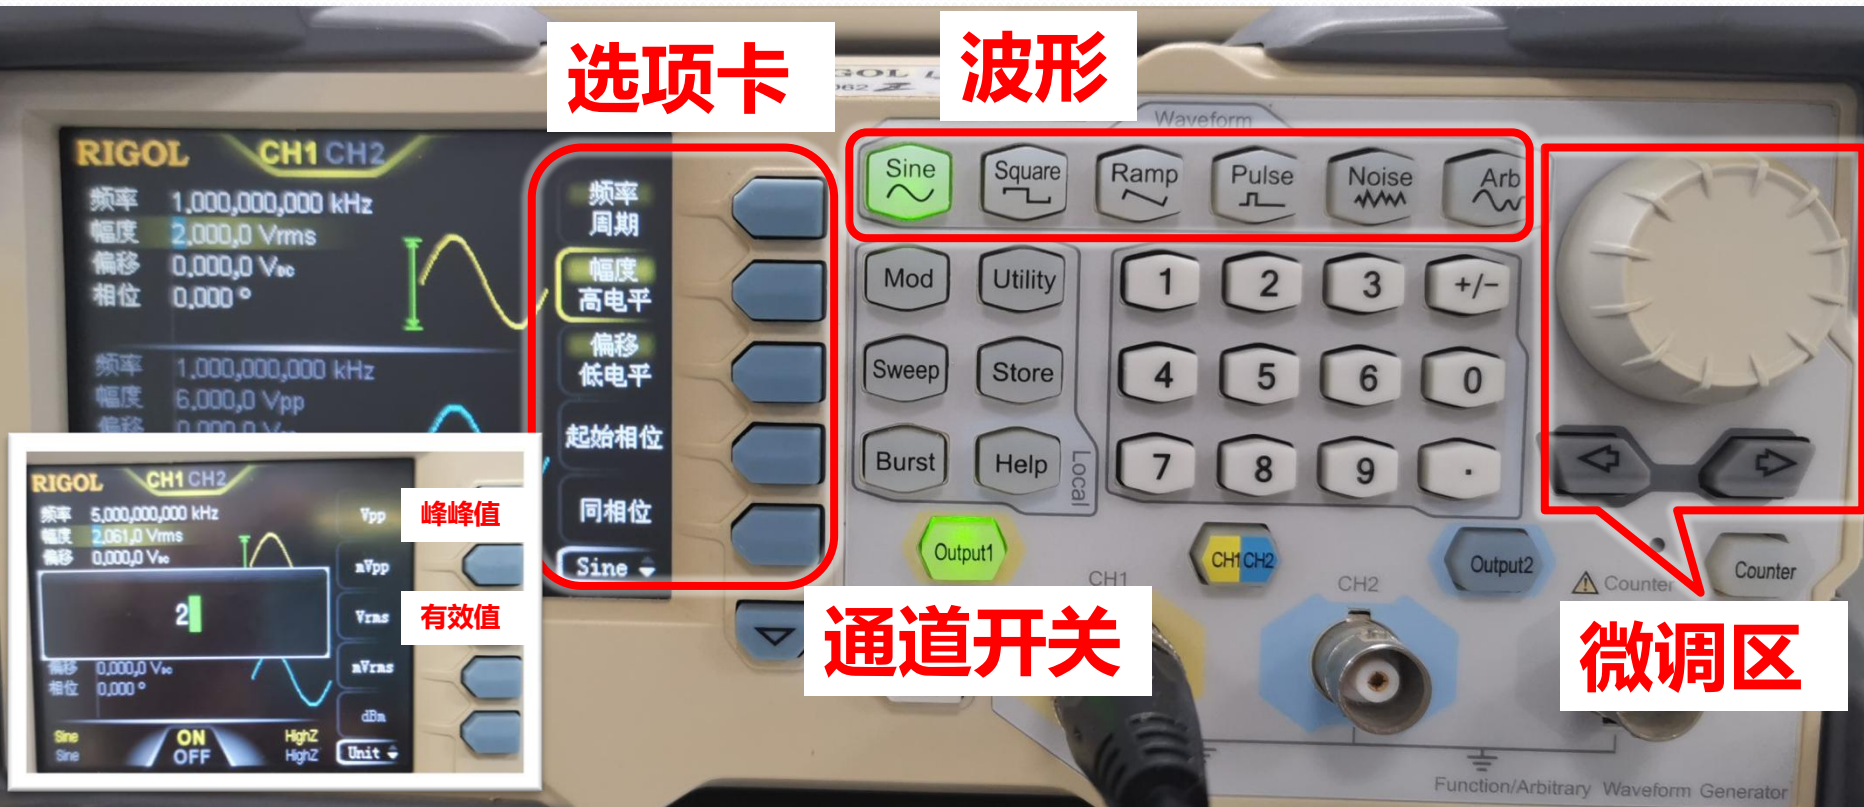 选项卡
波形
RIGOL
Waveform
RIGOL
CH1 CH2
频率 1.000,000,000 kHz
幅度 2.000,0 Vrms
偏移 0.000,0 VDC
相位 0.000 °
频率 1.000,000,000 kHz
幅度 6.000,0 Vpp
频率
周期
幅度
高电平
偏移
低电平
起始相位
同相位
Sine
Sine
Square
Ramp
Pulse
Noise
Arb
Mod
Utility
1
2
3
+/−
Sweep
Store
4
5
6
0
Burst
Help
Local
7
8
9
.
Output1
CH1 CH2
Output2
Counter
CH1
CH2
Counter
通道开关
微调区
Function/Arbitrary Waveform Generator
RIGOL
CH1 CH2
频率 5.000,000,000 kHz
幅度 2.061,0 Vrms
偏移 0.000,0 VDC
2
偏移 0.000,0 VDC
相位 0.000 °
Sine
ON
HighZ
Sine
OFF
HighZ
Vpp
峰峰值
mVpp
Vrms
有效值
mVrms
dBm
Unit